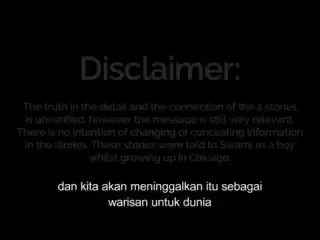 Disclaimer:
The truth in the detail and the connection of the 2 stories
is unverified, however the message is still very relevant.
There is no intention of changing or concealing information
in the stories. These stories were told to Swami as a boy
whilst growing up in Chicago.
dan kita akan meninggalkan itu sebagai
warisan untuk dunia